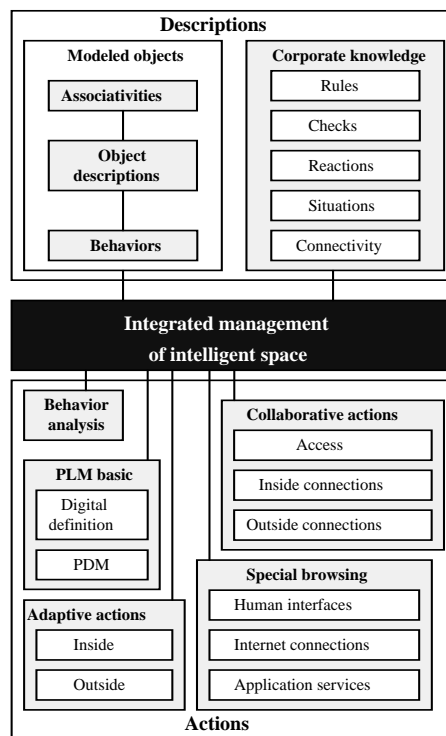 Descriptions
Modeled objects
Associativities
Object
descriptions
Behaviors
Corporate knowledge
Rules
Checks
Reactions
Situations
Connectivity
Integrated management
of intelligent space
Behavior
analysis
PLM basic
Digital
definition
PDM
Adaptive actions
Inside
Outside
Collaborative actions
Access
Inside connections
Outside connections
Special browsing
Human interfaces
Internet connections
Application services
Actions